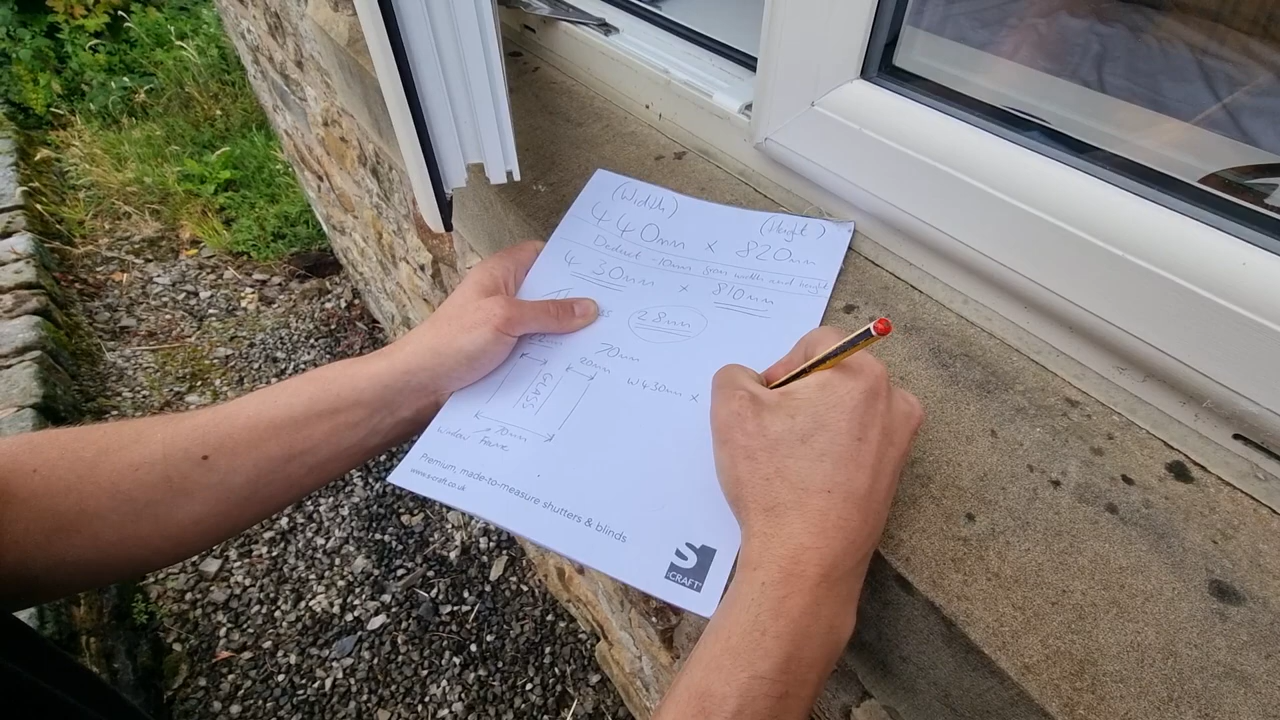 (Width) (Height)
440mm x 820mm
Deduct -10mm from width and height
430mm x 810mm
28mm
70mm
20mm
W430mm x
GLASS
70mm
Window Frame
Premium, made-to-measure shutters & blinds
www.s-craft.co.uk
S
CRAFT